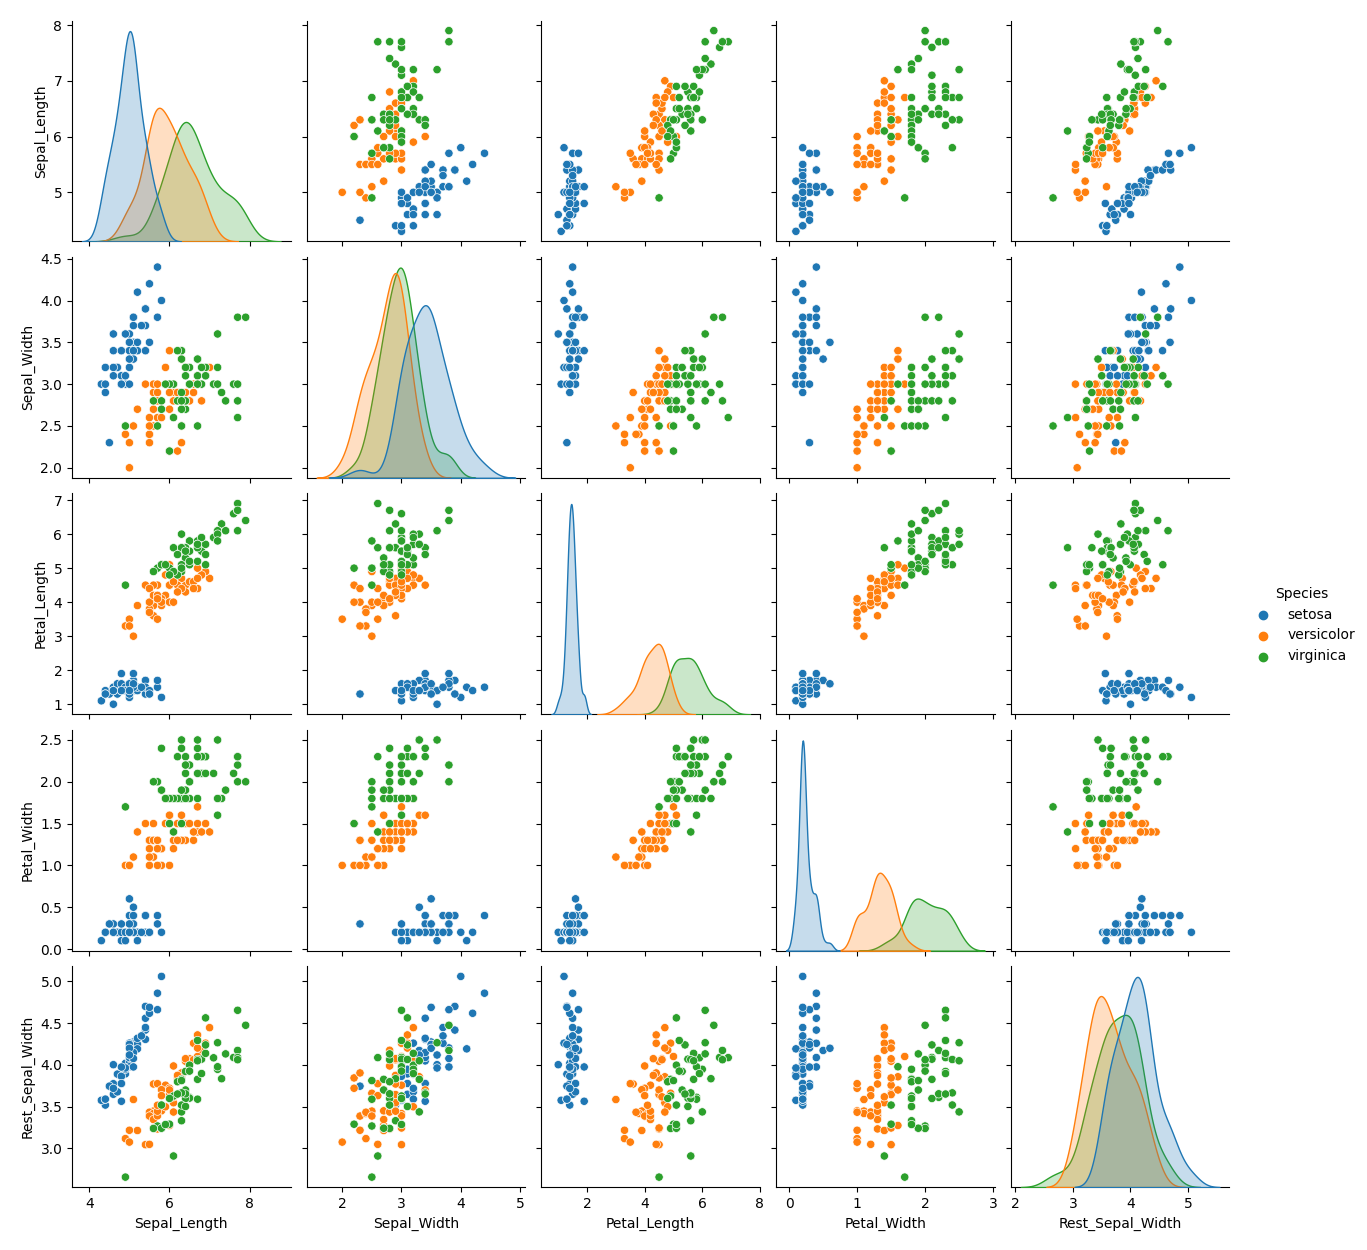 8
7
6
5
Sepal_Length
4.5
4.0
3.5
3.0
2.5
2.0
Sepal_Width
7
6
5
4
3
2
1
Petal_Length
Species
setosa
versicolor
virginica
2.5
2.0
1.5
1.0
0.5
0.0
Petal_Width
5.0
4.5
4.0
3.5
3.0
Rest_Sepal_Width
4 6 8
2 3 4 5
2 4 6 8
0 1 2 3
2 3 4 5
Sepal_Length
Sepal_Width
Petal_Length
Petal_Width
Rest_Sepal_Width